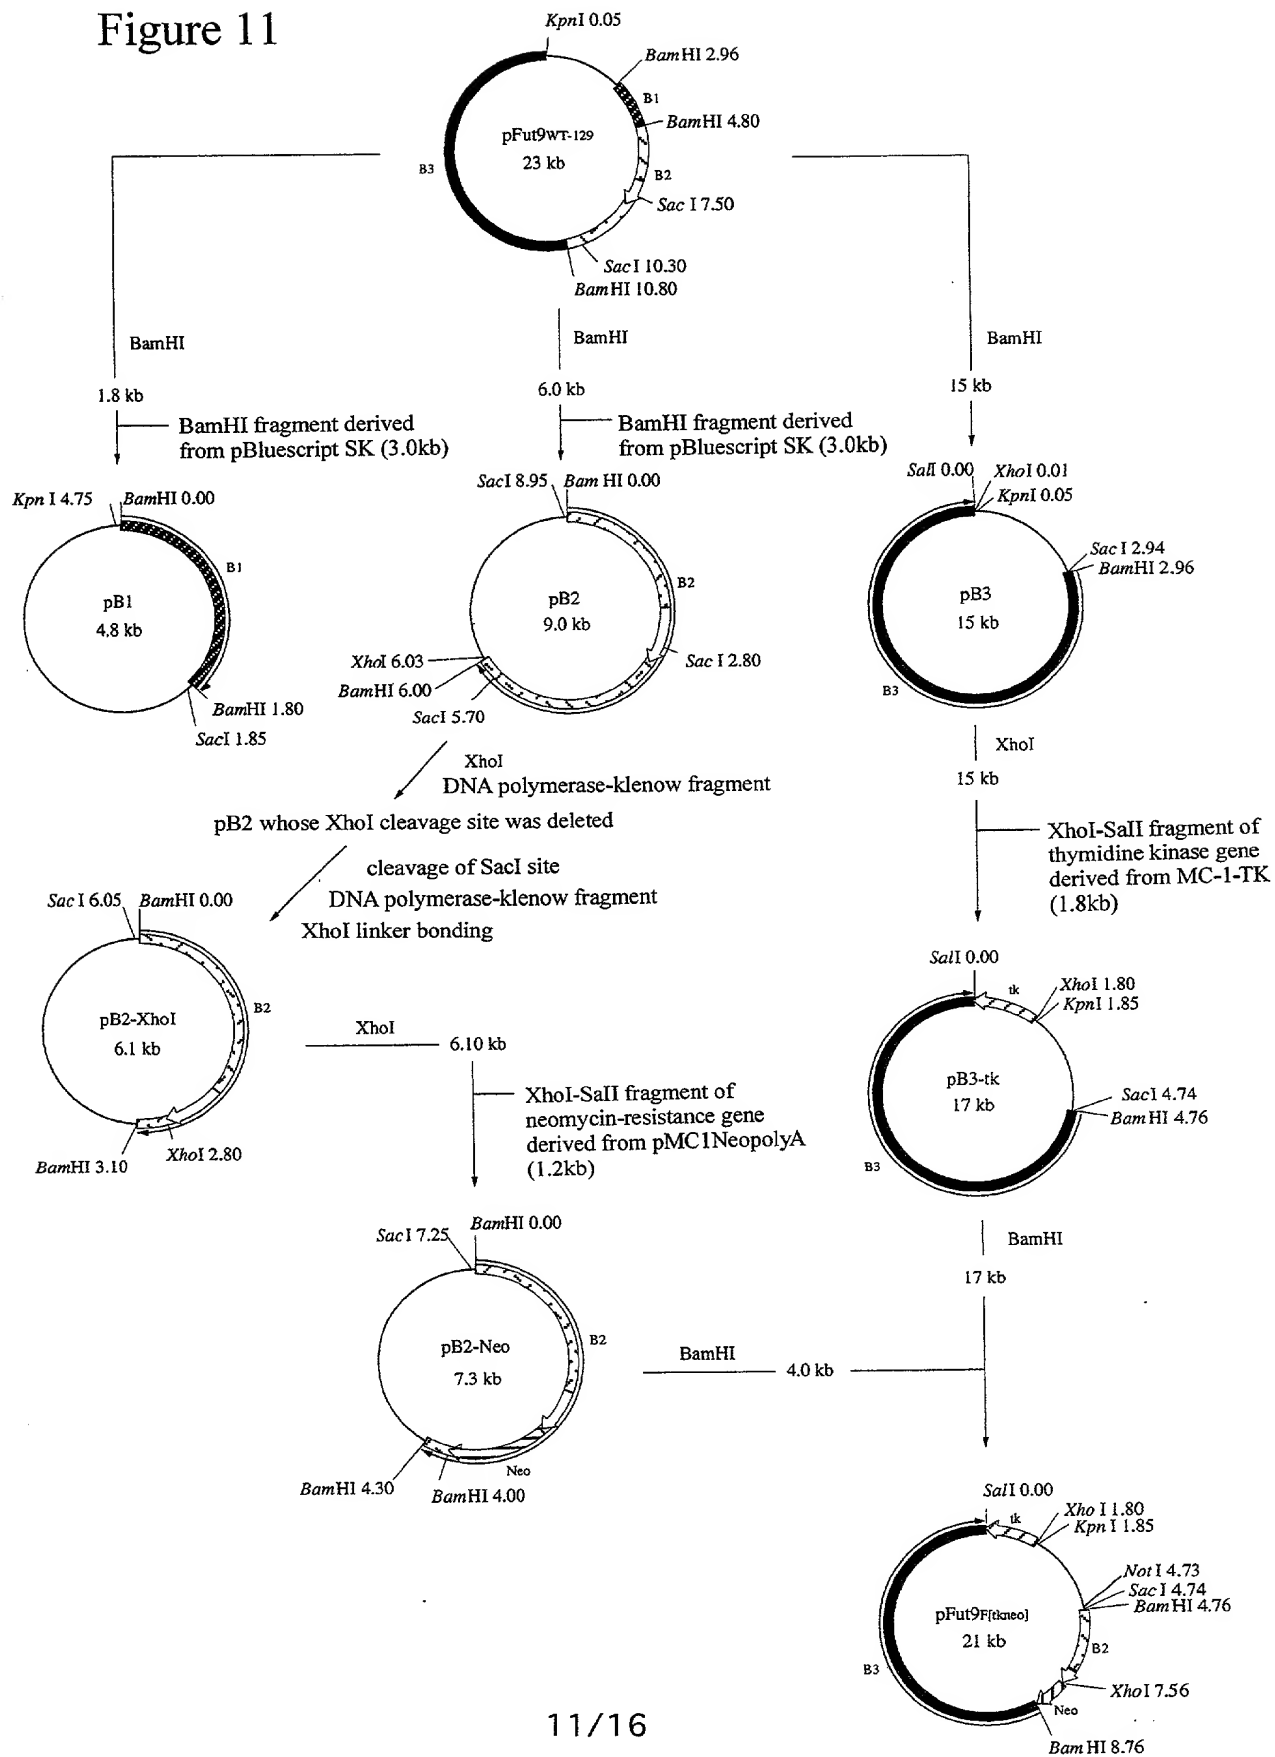 Figure 11
KpnI 0.05
BamHI 2.96
B1
BamHI 4.80
pFut9WT-129
23 kb
B3
B2
Sac I 7.50
SacI 10.30
BamHI 10.80
BamHI
BamHI
BamHI
1.8 kb
6.0 kb
15 kb
BamHI fragment derived
from pBluescript SK (3.0kb)
BamHI fragment derived
from pBluescript SK (3.0kb)
Kpn I 4.75
BamHI 0.00
B1
pB1
4.8 kb
BamHI 1.80
SacI 1.85
SacI 8.95
Bam HI 0.00
B2
pB2
9.0 kb
XhoI 6.03
BamHI 6.00
SacI 5.70
Sac I 2.80
SalI 0.00
XhoI 0.01
KpnI 0.05
Sac I 2.94
BamHI 2.96
pB3
15 kb
B3
XhoI
DNA polymerase-klenow fragment
pB2 whose XhoI cleavage site was deleted
cleavage of SacI site
DNA polymerase-klenow fragment
XhoI linker bonding
XhoI
15 kb
XhoI-SalI fragment of
thymidine kinase gene
derived from MC-1-TK
(1.8kb)
Sac I 6.05
BamHI 0.00
B2
pB2-XhoI
6.1 kb
BamHI 3.10
XhoI 2.80
XhoI
6.10 kb
XhoI-SalI fragment of
neomycin-resistance gene
derived from pMC1NeopolyA
(1.2kb)
SalI 0.00
tk
XhoI 1.80
KpnI 1.85
pB3-tk
17 kb
SacI 4.74
Bam HI 4.76
B3
BamHI
17 kb
Sac I 7.25
BamHI 0.00
pB2-Neo
7.3 kb
B2
Neo
BamHI 4.30
BamHI 4.00
BamHI
4.0 kb
SalI 0.00
tk
Xho I 1.80
Kpn I 1.85
Not I 4.73
Sac I 4.74
Bam HI 4.76
pFut9F[tkneo]
21 kb
B2
B3
XhoI 7.56
Neo
Bam HI 8.76
11/16